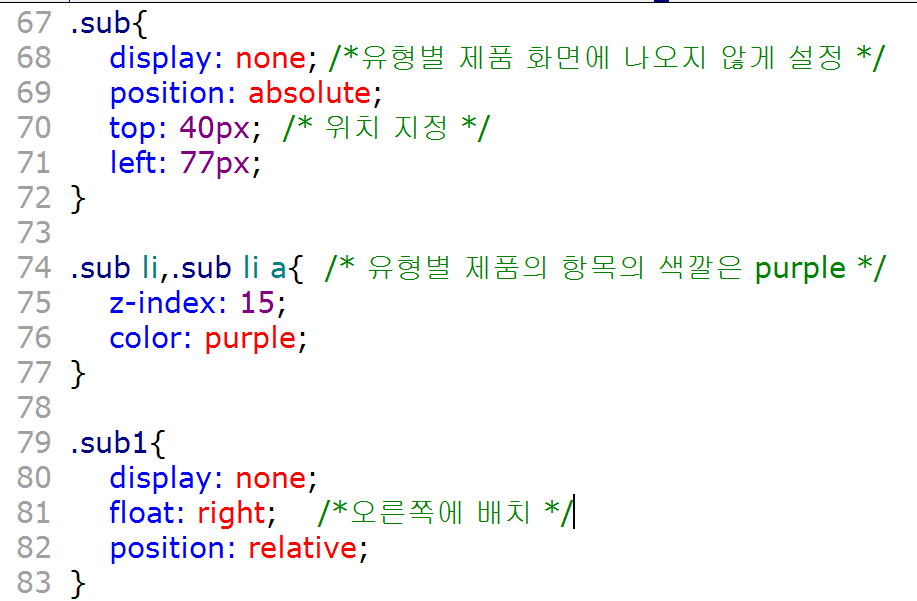 67 .sub{
68 display: none; /*유형별 제품 화면에 나오지 않게 설정 */
69 position: absolute;
70 top: 40px; /* 위치 지정 */
71 left: 77px;
72 }
73
74 .sub li,.sub li a{ /* 유형별 제품의 항목의 색깔은 purple */
75 z-index: 15;
76 color: purple;
77 }
78
79 .sub1{
80 display: none;
81 float: right; /*오른쪽에 배치 */
82 position: relative;
83 }